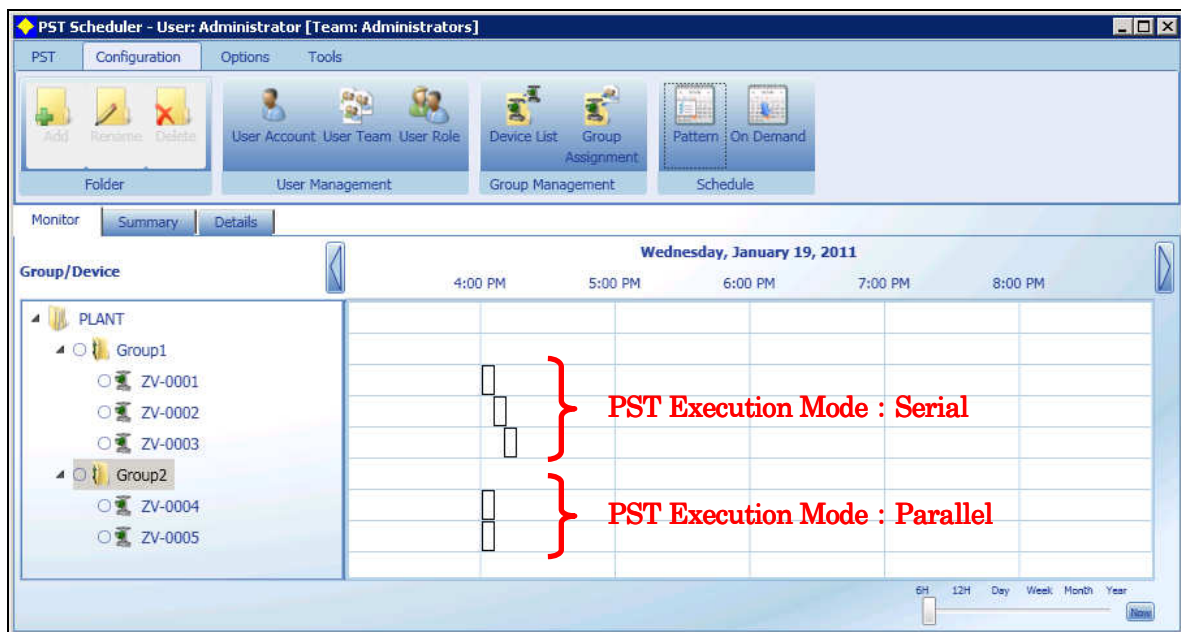 PST Scheduler - User: Administrator [Team: Administrators]
PST Configuration Options Tools
Add Rename Delete User Account User Team User Role Device List Group Assignment Pattern On Demand
Folder User Management Group Management Schedule
Monitor Summary Details
Wednesday, January 19, 2011
Group/Device
4:00 PM 5:00 PM 6:00 PM 7:00 PM 8:00 PM
PLANT
Group1
ZV-0001
ZV-0002
PST Execution Mode : Serial
ZV-0003
Group2
ZV-0004
PST Execution Mode : Parallel
ZV-0005
6H 12H Day Week Month Year
Now